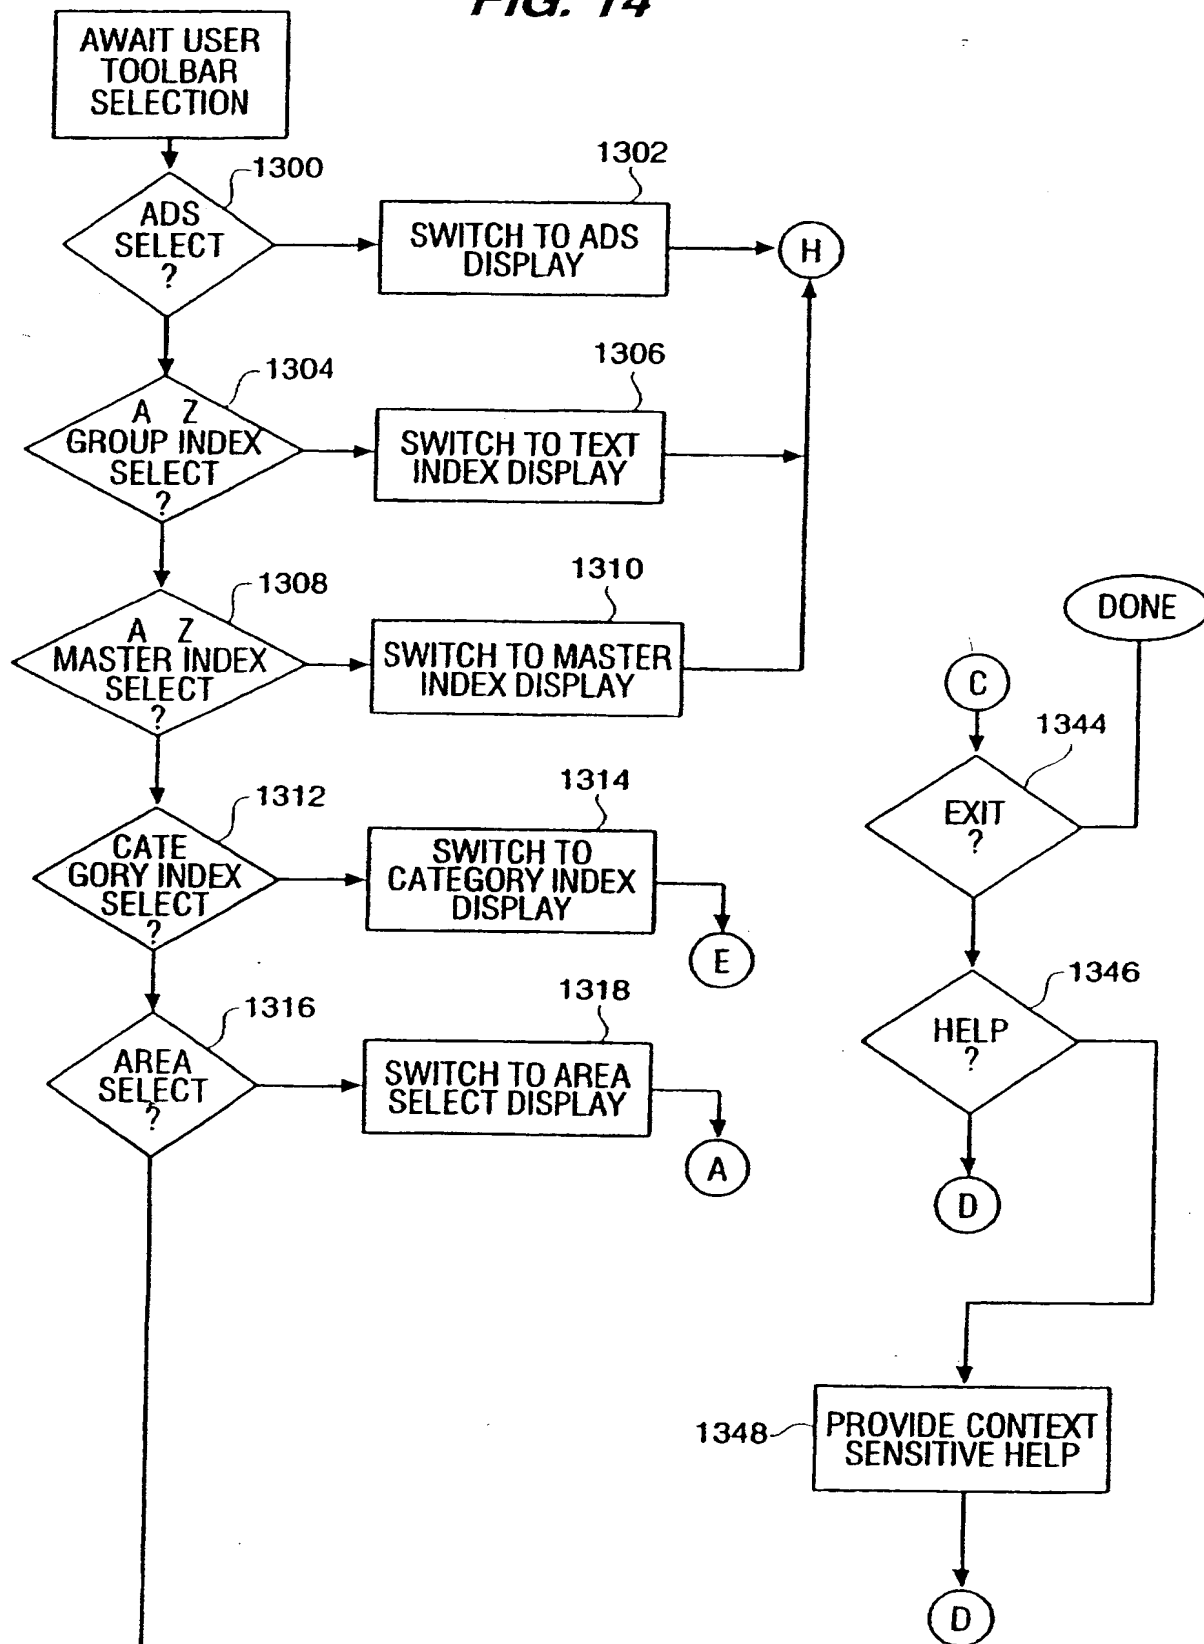 FIG. 14
AWAIT USER
TOOLBAR
SELECTION
1300
ADS
SELECT
?
1302
SWITCH TO ADS
DISPLAY
H
1304
A Z
GROUP INDEX
SELECT
?
1306
SWITCH TO TEXT
INDEX DISPLAY
1308
A Z
MASTER INDEX
SELECT
?
1310
SWITCH TO MASTER
INDEX DISPLAY
1312
CATE
GORY INDEX
SELECT
?
1314
SWITCH TO
CATEGORY INDEX
DISPLAY
E
1316
AREA
SELECT
?
1318
SWITCH TO AREA
SELECT DISPLAY
A
DONE
C
1344
EXIT
?
1346
HELP
?
D
1348
PROVIDE CONTEXT
SENSITIVE HELP
D